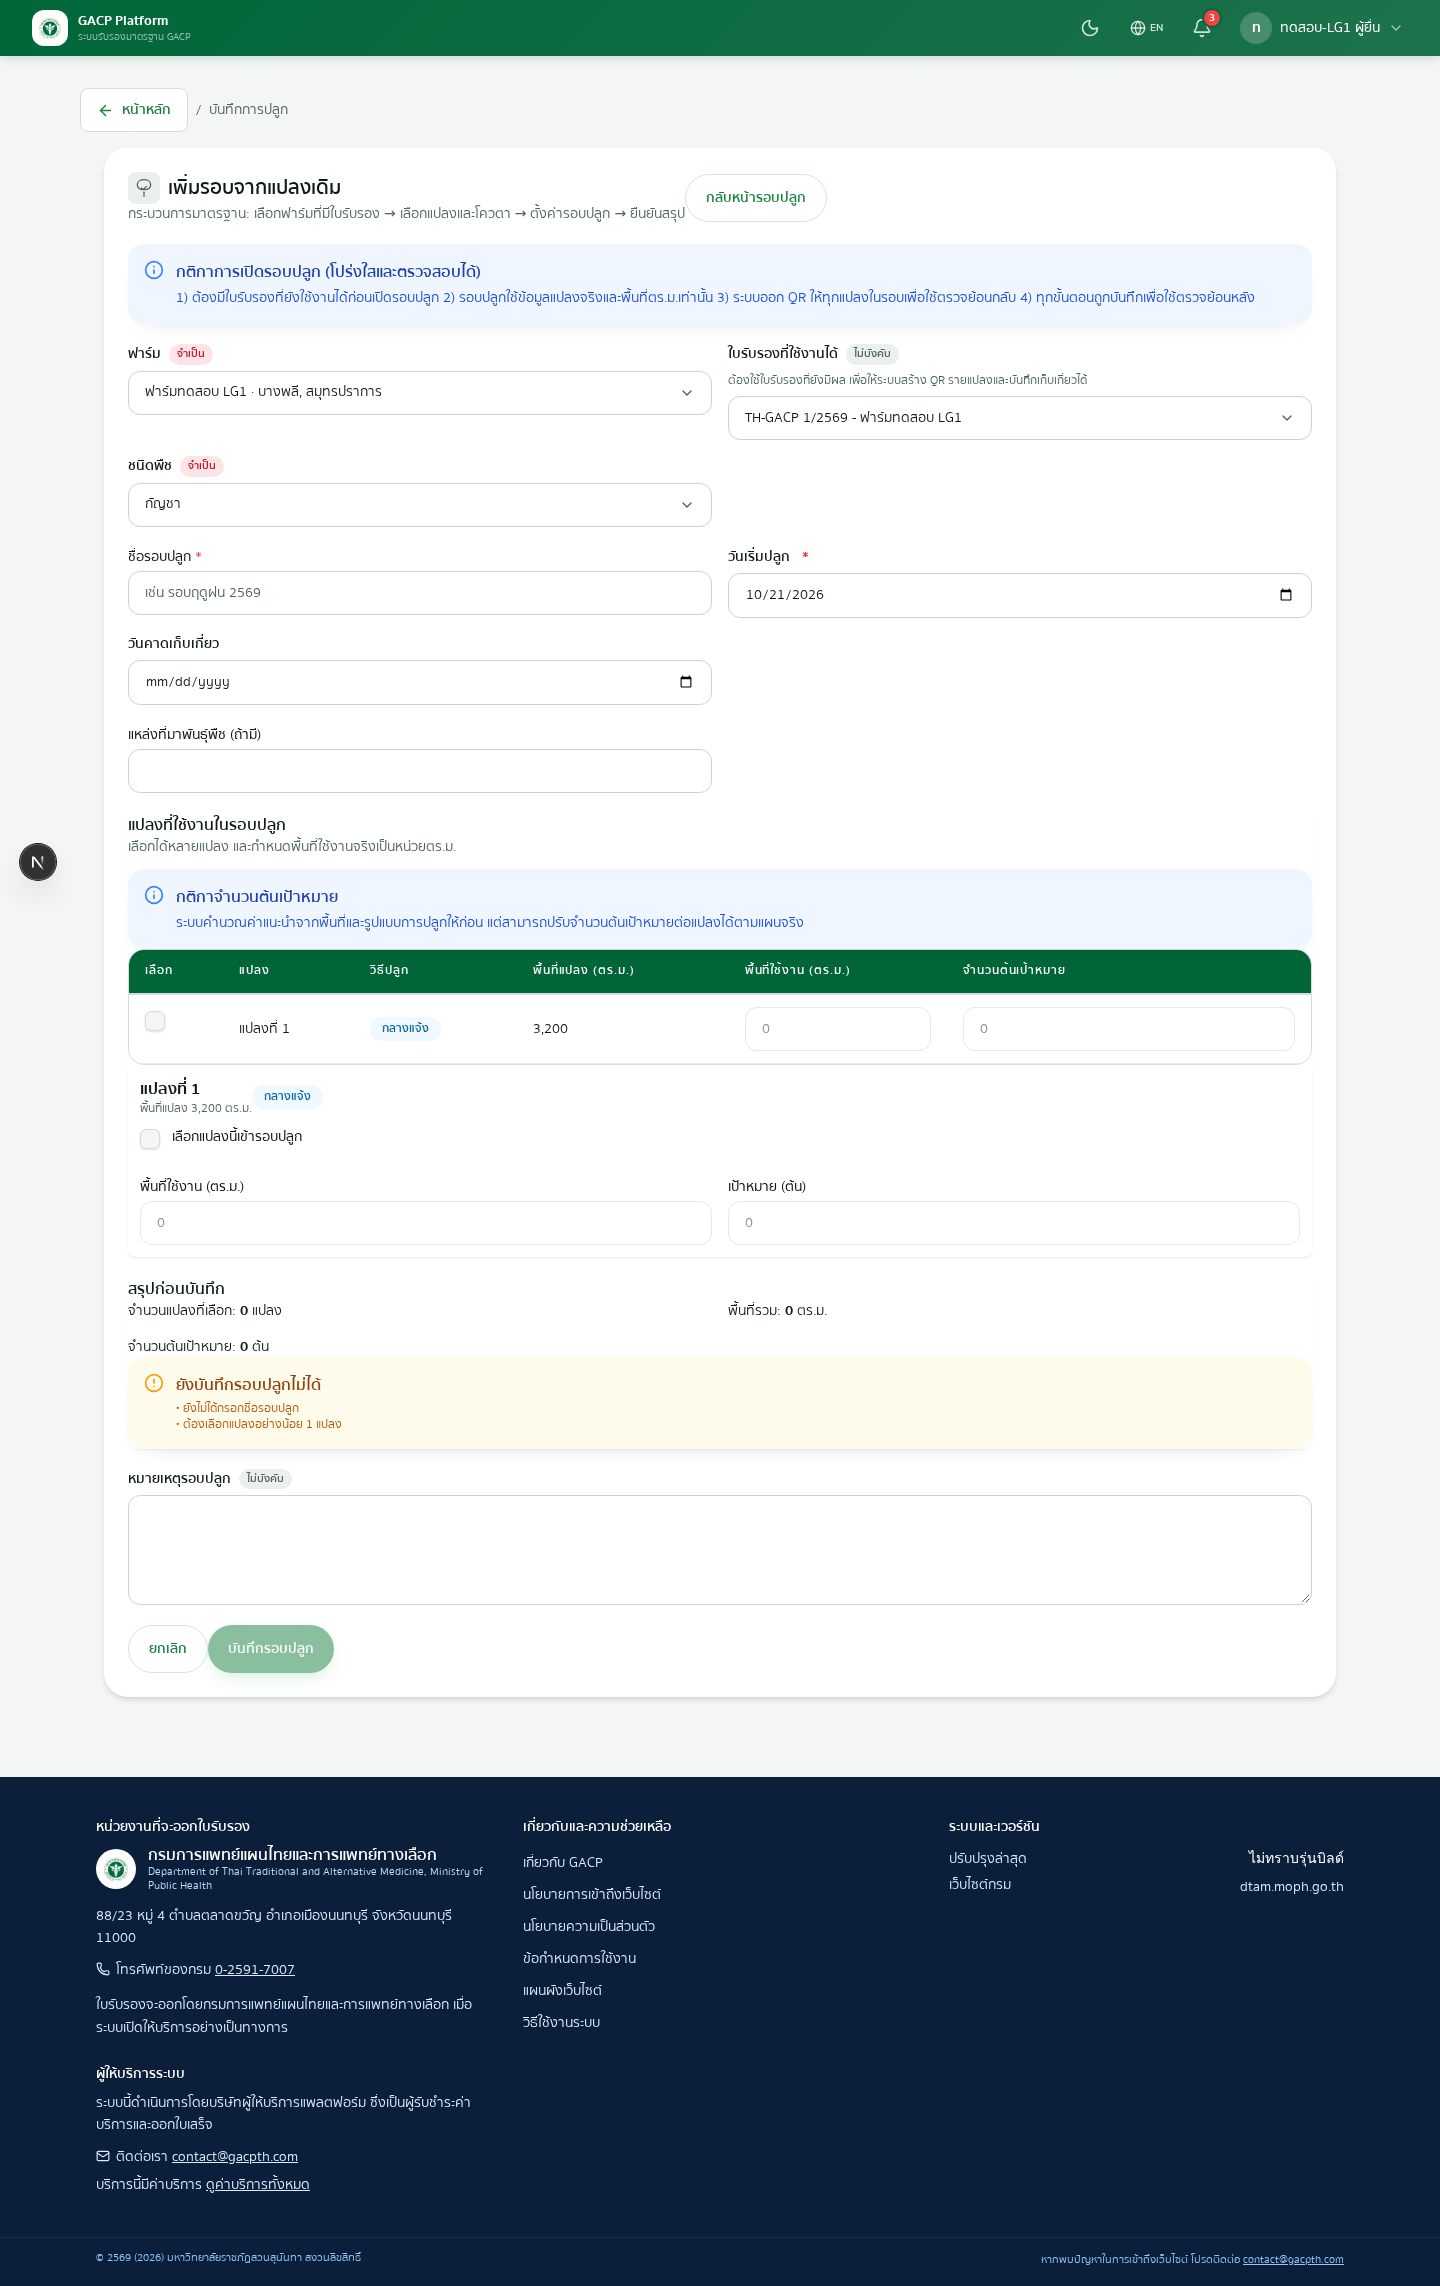 GACP Platform
ระบบรับรองมาตรฐาน GACP
EN
3
ท
ทดสอบ-LG1 ผู้ยื่น
หน้าหลัก
/ บันทึกการปลูก
เพิ่มรอบจากแปลงเดิม
กระบวนการมาตรฐาน: เลือกฟาร์มที่มีใบรับรอง → เลือกแปลงและโควตา → ตั้งค่ารอบปลูก → ยืนยันสรุป
กลับหน้ารอบปลูก
กติกาการเปิดรอบปลูก (โปร่งใสและตรวจสอบได้)
1) ต้องมีใบรับรองที่ยังใช้งานได้ก่อนเปิดรอบปลูก 2) รอบปลูกใช้ข้อมูลแปลงจริงและพื้นที่ตร.ม.เท่านั้น 3) ระบบออก QR ให้ทุกแปลงในรอบเพื่อใช้ตรวจย้อนกลับ 4) ทุกขั้นตอนถูกบันทึกเพื่อใช้ตรวจย้อนหลัง
ฟาร์ม จำเป็น
ฟาร์มทดสอบ LG1 · บางพลี, สมุทรปราการ
ใบรับรองที่ใช้งานได้ ไม่บังคับ
ต้องใช้ใบรับรองที่ยังมีผล เพื่อให้ระบบสร้าง QR รายแปลงและบันทึกเก็บเกี่ยวได้
TH-GACP 1/2569 - ฟาร์มทดสอบ LG1
ชนิดพืช จำเป็น
กัญชา
ชื่อรอบปลูก *
เช่น รอบฤดูฝน 2569
วันเริ่มปลูก *
10/21/2026
วันคาดเก็บเกี่ยว
mm/dd/yyyy
แหล่งที่มาพันธุ์พืช (ถ้ามี)
แปลงที่ใช้งานในรอบปลูก
เลือกได้หลายแปลง และกำหนดพื้นที่ใช้งานจริงเป็นหน่วยตร.ม.
กติกาจำนวนต้นเป้าหมาย
ระบบคำนวณค่าแนะนำจากพื้นที่และรูปแบบการปลูกให้ก่อน แต่สามารถปรับจำนวนต้นเป้าหมายต่อแปลงได้ตามแผนจริง
เลือก แปลง วิธีปลูก พื้นที่แปลง (ตร.ม.) พื้นที่ใช้งาน (ตร.ม.) จำนวนต้นเป้าหมาย
แปลงที่ 1 กลางแจ้ง 3,200 0 0
แปลงที่ 1
พื้นที่แปลง 3,200 ตร.ม.
กลางแจ้ง
เลือกแปลงนี้เข้ารอบปลูก
พื้นที่ใช้งาน (ตร.ม.)
0
เป้าหมาย (ต้น)
0
สรุปก่อนบันทึก
จำนวนแปลงที่เลือก: 0 แปลง
พื้นที่รวม: 0 ตร.ม.
จำนวนต้นเป้าหมาย: 0 ต้น
ยังบันทึกรอบปลูกไม่ได้
• ยังไม่ได้กรอกชื่อรอบปลูก
• ต้องเลือกแปลงอย่างน้อย 1 แปลง
หมายเหตุรอบปลูก ไม่บังคับ
ยกเลิก
บันทึกรอบปลูก
หน่วยงานที่จะออกใบรับรอง
กรมการแพทย์แผนไทยและการแพทย์ทางเลือก
Department of Thai Traditional and Alternative Medicine, Ministry of
Public Health
88/23 หมู่ 4 ตำบลตลาดขวัญ อำเภอเมืองนนทบุรี จังหวัดนนทบุรี
11000
โทรศัพท์ของกรม 0-2591-7007
ใบรับรองจะออกโดยกรมการแพทย์แผนไทยและการแพทย์ทางเลือก เมื่อ
ระบบเปิดให้บริการอย่างเป็นทางการ
ผู้ให้บริการระบบ
ระบบนี้ดำเนินการโดยบริษัทผู้ให้บริการแพลตฟอร์ม ซึ่งเป็นผู้รับชำระค่า
บริการและออกใบเสร็จ
ติดต่อเรา contact@gacpth.com
บริการนี้มีค่าบริการ ดูค่าบริการทั้งหมด
เกี่ยวกับและความช่วยเหลือ
เกี่ยวกับ GACP
นโยบายการเข้าถึงเว็บไซต์
นโยบายความเป็นส่วนตัว
ข้อกำหนดการใช้งาน
แผนผังเว็บไซต์
วิธีใช้งานระบบ
ระบบและเวอร์ชัน
ปรับปรุงล่าสุด ไม่ทราบรุ่นบิลด์
เว็บไซต์กรม dtam.moph.go.th
© 2569 (2026) มหาวิทยาลัยราชภัฏสวนสุนันทา สงวนลิขสิทธิ์
หากพบปัญหาในการเข้าถึงเว็บไซต์ โปรดติดต่อ contact@gacpth.com